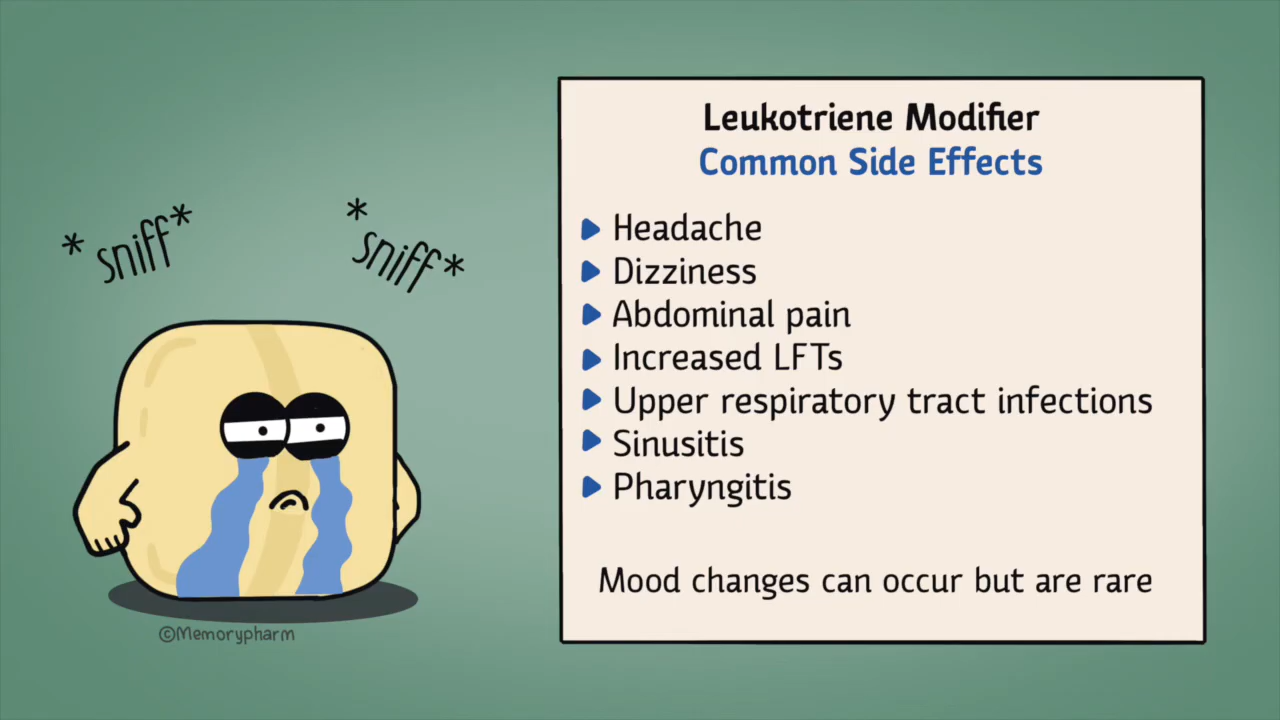 *sniff*
*sniff*
©Memorypharm
Leukotriene Modifier
Common Side Effects
Headache
Dizziness
Abdominal pain
Increased LFTs
Upper respiratory tract infections
Sinusitis
Pharyngitis
Mood changes can occur but are rare